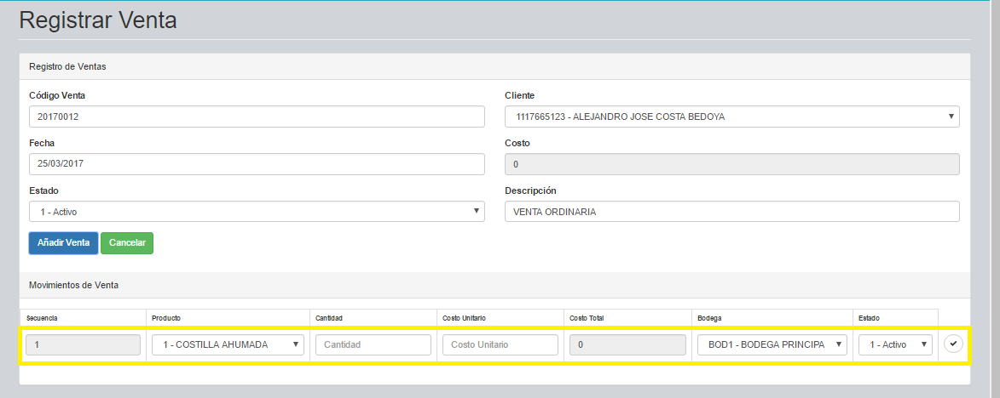 Registrar Venta
Registro de Ventas
Código Venta
20170012
Cliente
1117665123 - ALEJANDRO JOSE COSTA BEDOYA
Fecha
25/03/2017
Costo
0
Estado
1 - Activo
Descripción
VENTA ORDINARIA
Añadir Venta Cancelar
Movimientos de Venta
Secuencia Producto Cantidad Costo Unitario Costo Total Bodega Estado
1 1 - COSTILLA AHUMADA Cantidad Costo Unitario 0 BOD1 - BODEGA PRINCIPA 1 - Activo